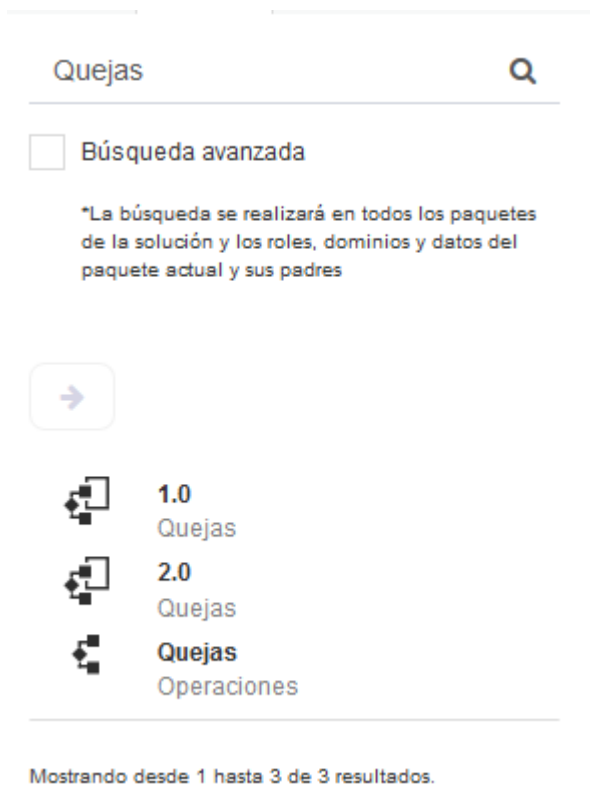 Quejas
Búsqueda avanzada
*La búsqueda se realizará en todos los paquetes
de la solución y los roles, dominios y datos del
paquete actual y sus padres
1.0
Quejas
2.0
Quejas
Quejas
Operaciones
Mostrando desde 1 hasta 3 de 3 resultados.